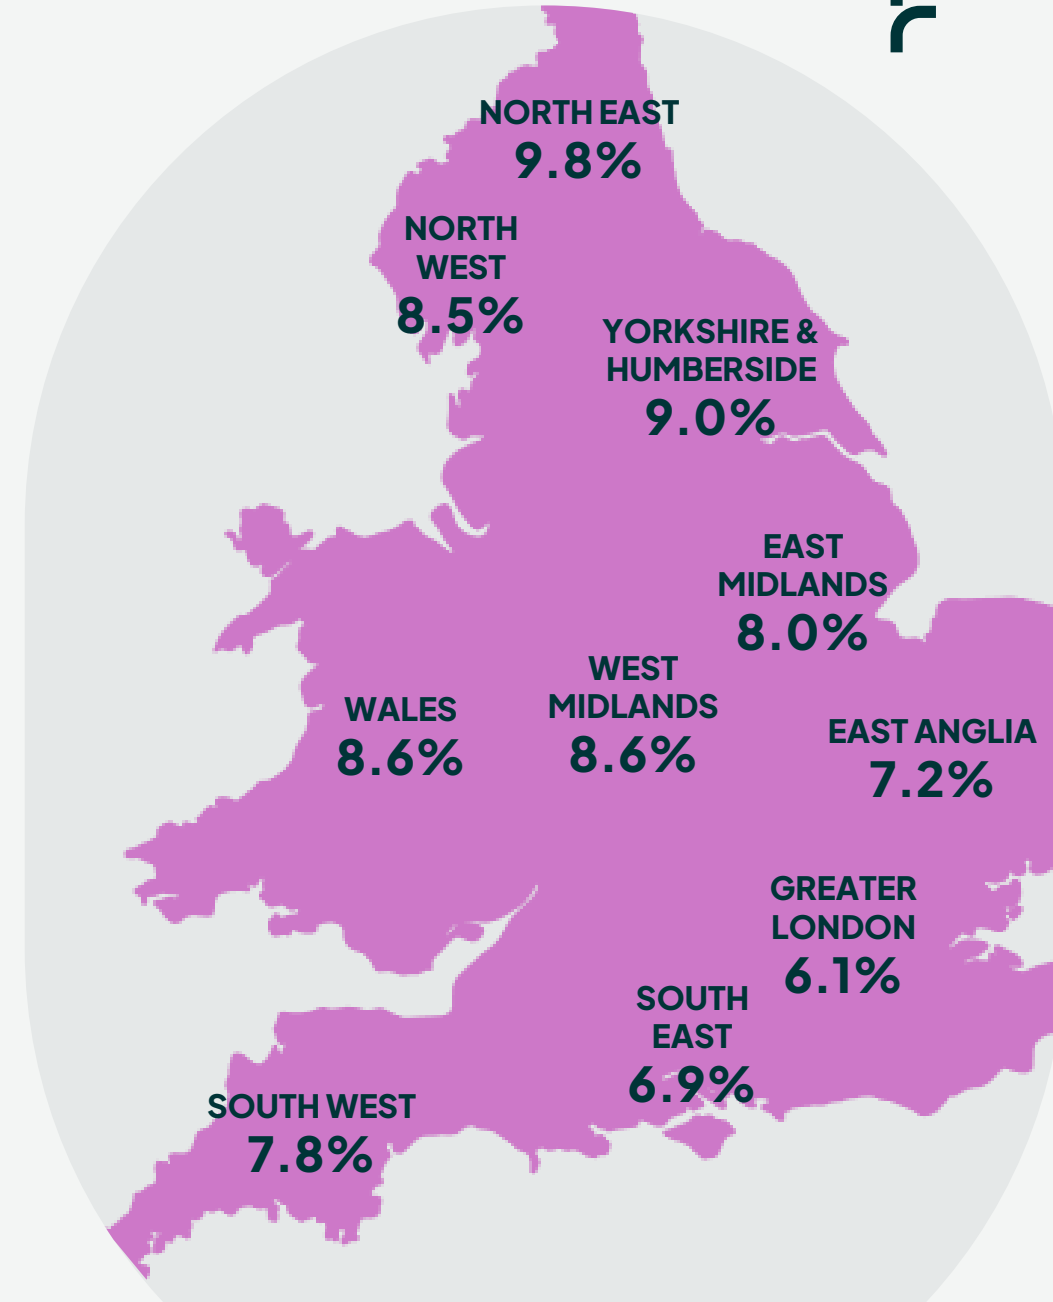 NORTH EAST
9.8%
NORTH
WEST
8.5%
YORKSHIRE &
HUMBERSIDE
9.0%
EAST
MIDLANDS
8.0%
WEST
MIDLANDS
8.6%
WALES
8.6%
EAST ANGLIA
7.2%
GREATER
LONDON
6.1%
SOUTH
EAST
6.9%
SOUTH WEST
7.8%